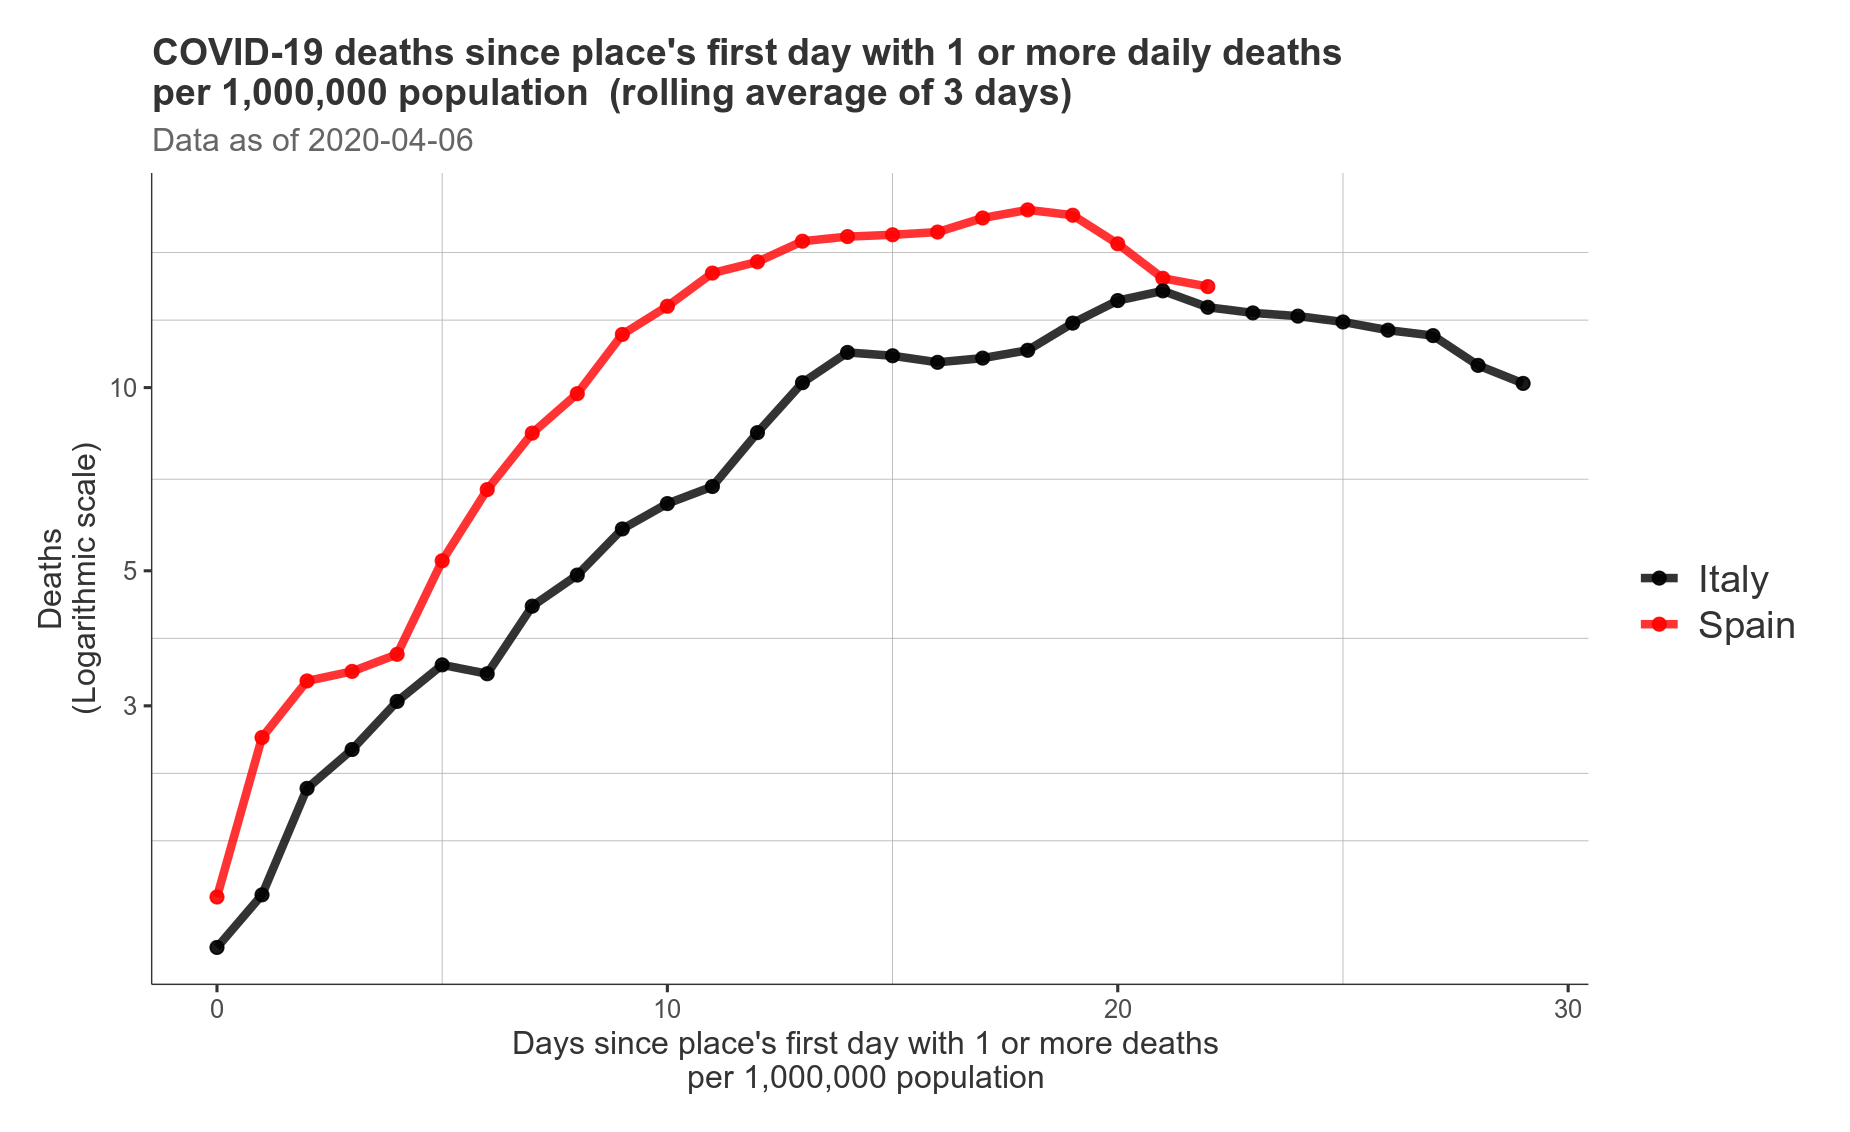 COVID-19 deaths since place's first day with 1 or more daily deaths
per 1,000,000 population  (rolling average of 3 days)
Data as of 2020-04-06
Deaths
(Logarithmic scale)
10
5
3
0
10
20
30
Days since place's first day with 1 or more deaths
per 1,000,000 population
Italy
Spain